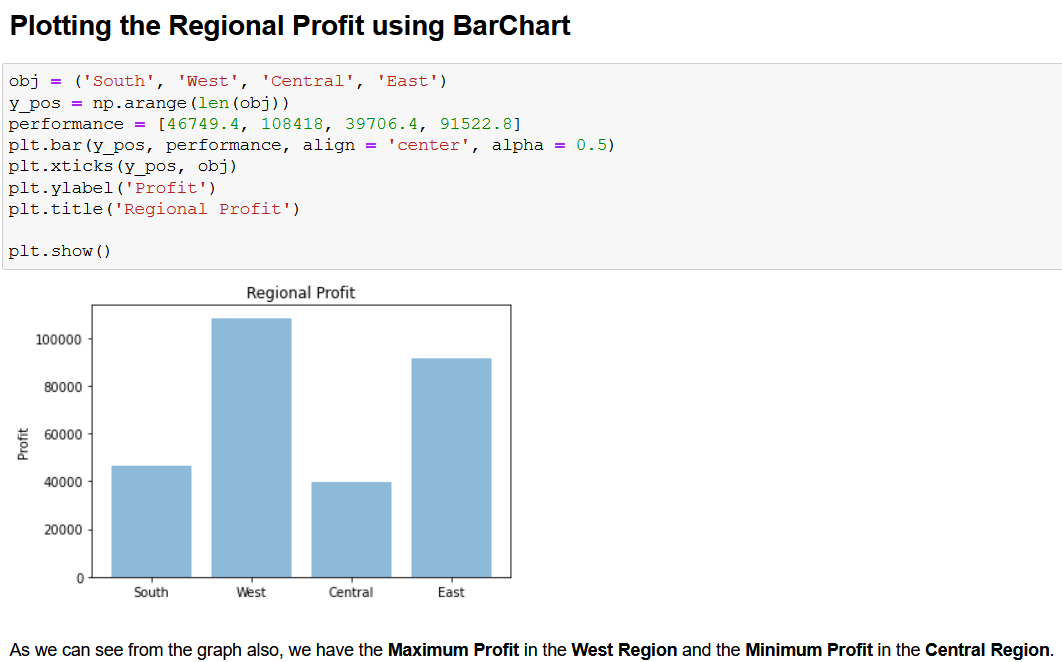 Plotting the Regional Profit using BarChart
obj = ('South', 'West', 'Central', 'East')
y_pos = np.arange(len(obj))
performance = [46749.4, 108418, 39706.4, 91522.8]
plt.bar(y_pos, performance, align = 'center', alpha = 0.5)
plt.xticks(y_pos, obj)
plt.ylabel('Profit')
plt.title('Regional Profit')
plt.show()
Regional Profit
100000
80000
60000
40000
20000
0
Profit
South West Central East
As we can see from the graph also, we have the Maximum Profit in the West Region and the Minimum Profit in the Central Region.